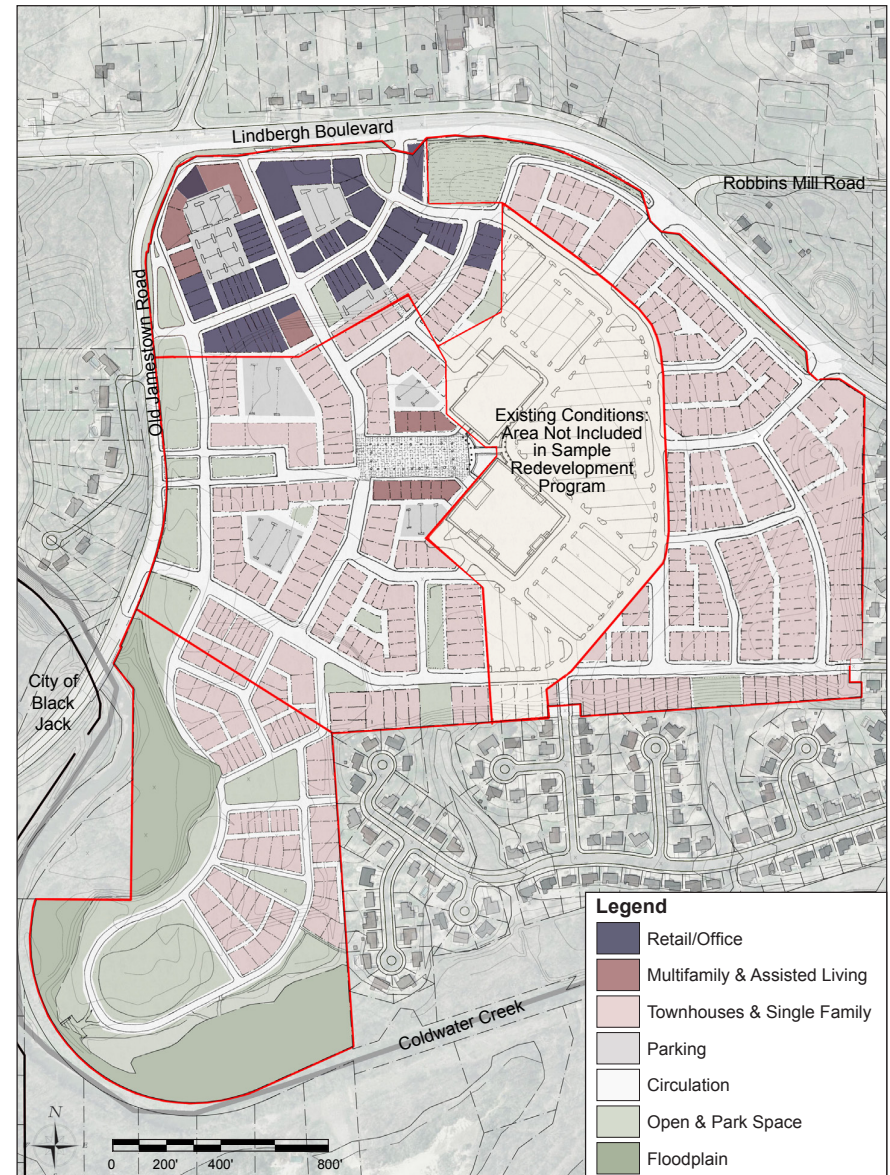 Lindbergh Boulevard
Robbins Mill Road
Old Jamestown Road
Existing Conditions:
Area Not Included
in Sample
Redevelopment
Program
City of
Black
Jack
Coldwater Creek
Legend
Retail/Office
Multifamily & Assisted Living
Townhouses & Single Family
Parking
Circulation
Open & Park Space
Floodplain
N
0 200' 400' 800'